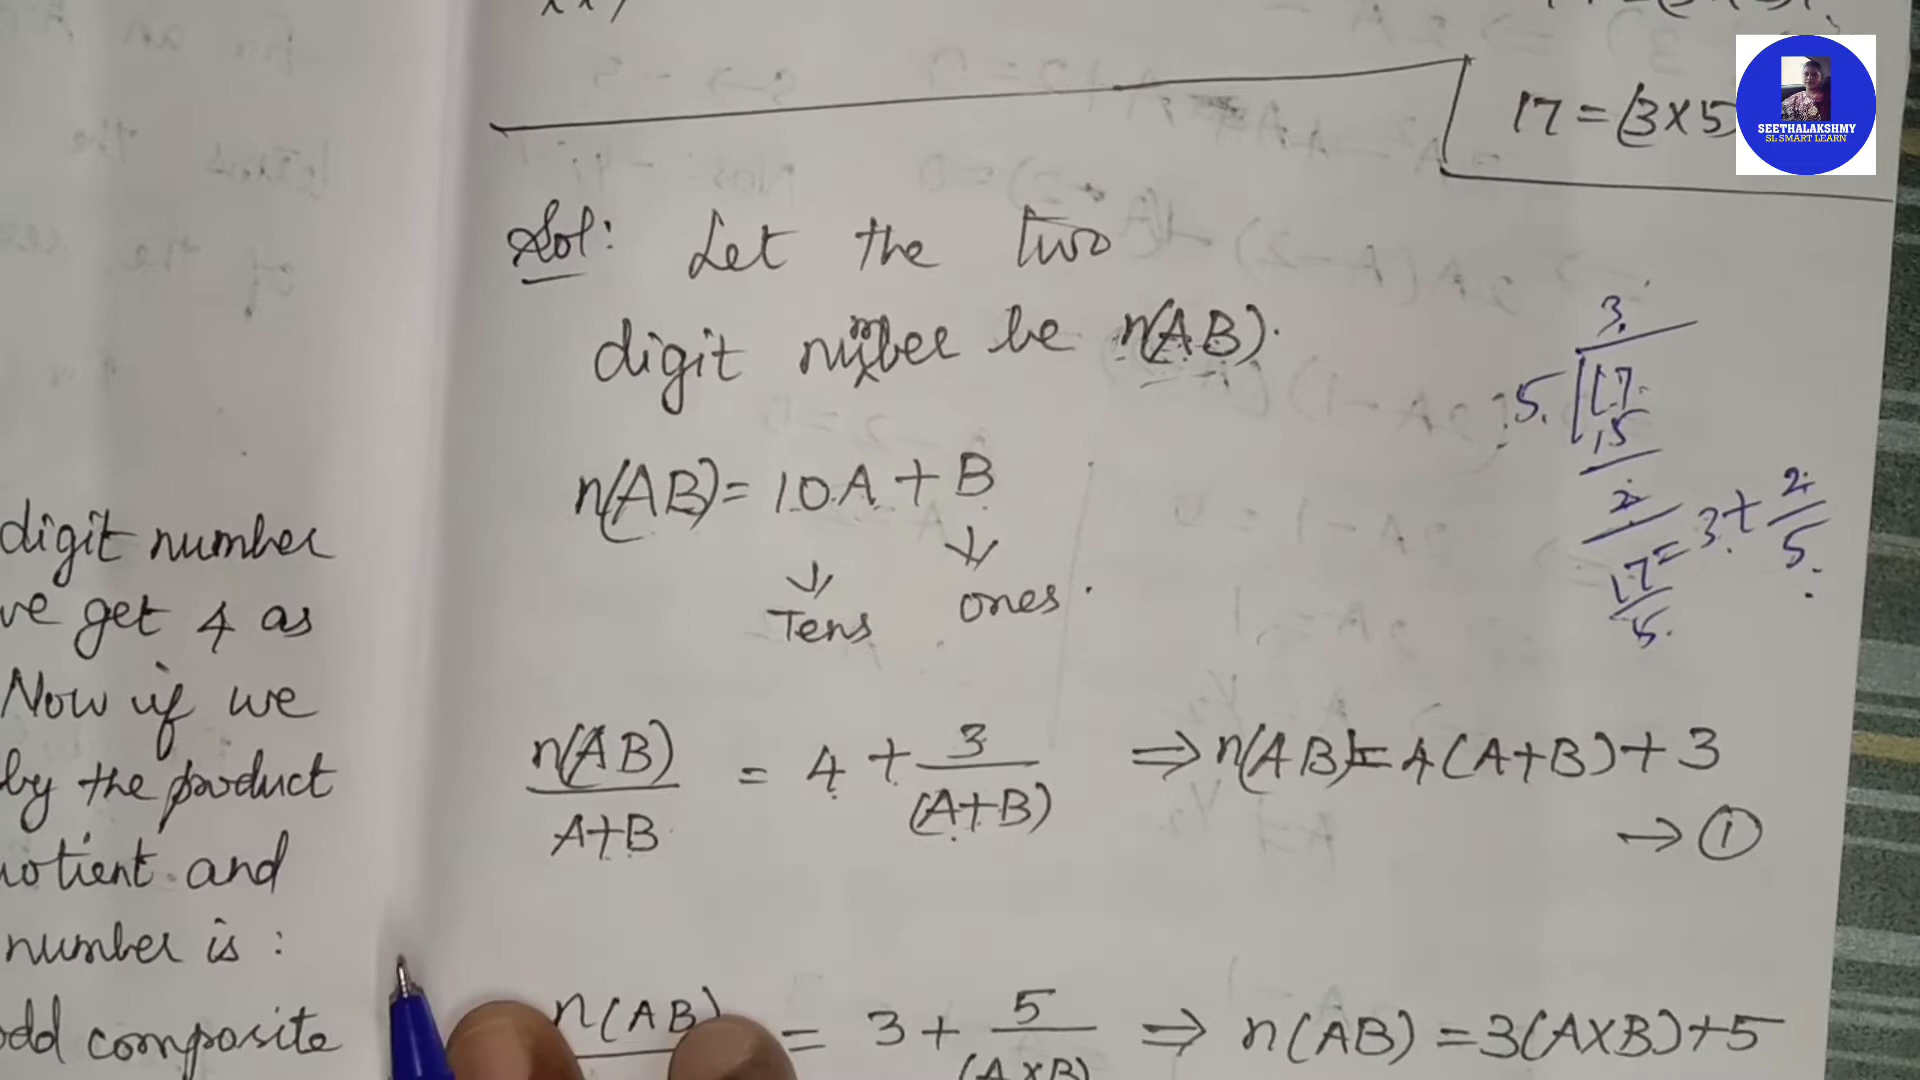 17 = (3×5)
SEETHALAKSHMY
SL SMART LEARN
Sol: Let the two
digit number be n(AB).
n(AB) = 10A + B
Tens
ones.
n(AB)/A+B = 4 + 3/(A+B) ⇒ n(AB) = 4(A+B) + 3
→ ①
n(AB) = 3 + 5/(A×B) ⇒ n(AB) = 3(A×B) + 5
3.
5. 17.
15
2
17/5. = 3 + 2/5.
digit number
ve get 4 as
Now if we
by the product
uotient and
number is :
odd composite